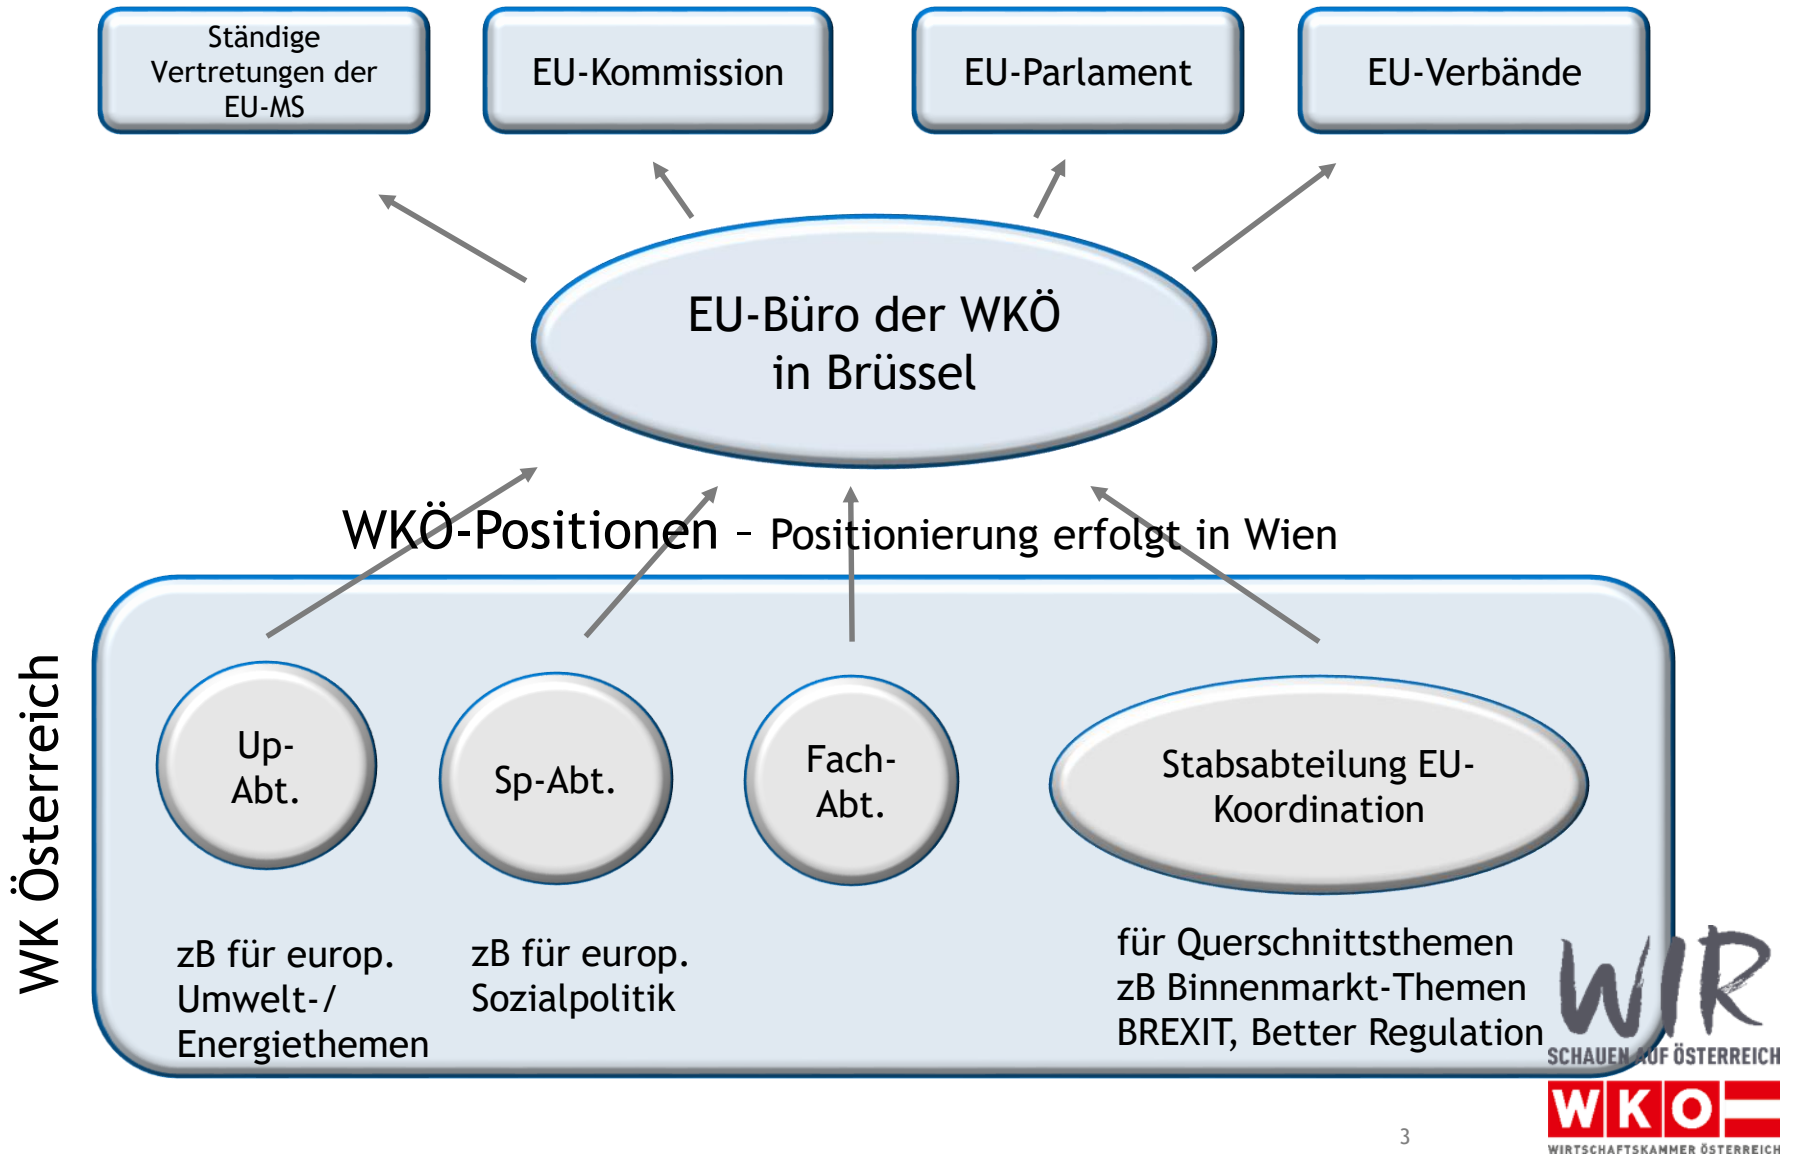 Ständige
Vertretungen der
EU-MS
EU-Kommission
EU-Parlament
EU-Verbände
EU-Büro der WKÖ
in Brüssel
WKÖ-Positionen – Positionierung erfolgt in Wien
WK Österreich
Up-
Abt.
Sp-Abt.
Fach-
Abt.
Stabsabteilung EU-
Koordination
zB für europ.
Umwelt-/
Energiethemen
zB für europ.
Sozialpolitik
für Querschnittsthemen
zB Binnenmarkt-Themen
BREXIT, Better Regulation
WIR
SCHAUEN AUF ÖSTERREICH
WKO
WIRTSCHAFTSKAMMER ÖSTERREICH
3